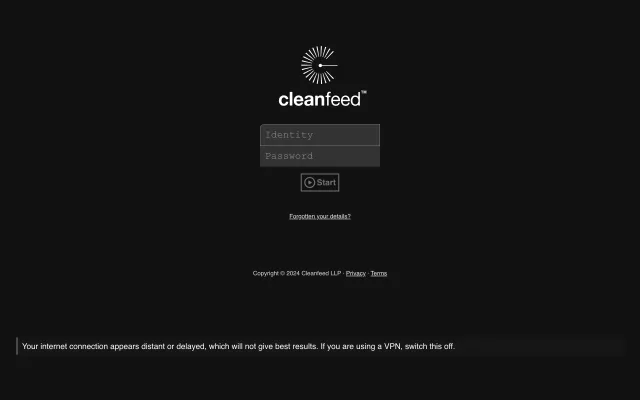 cleanfeed™
Identity
Password
Start
Forgotten your details?
Copyright © 2024 Cleanfeed LLP · Privacy · Terms
Your internet connection appears distant or delayed, which will not give best results. If you are using a VPN, switch this off.